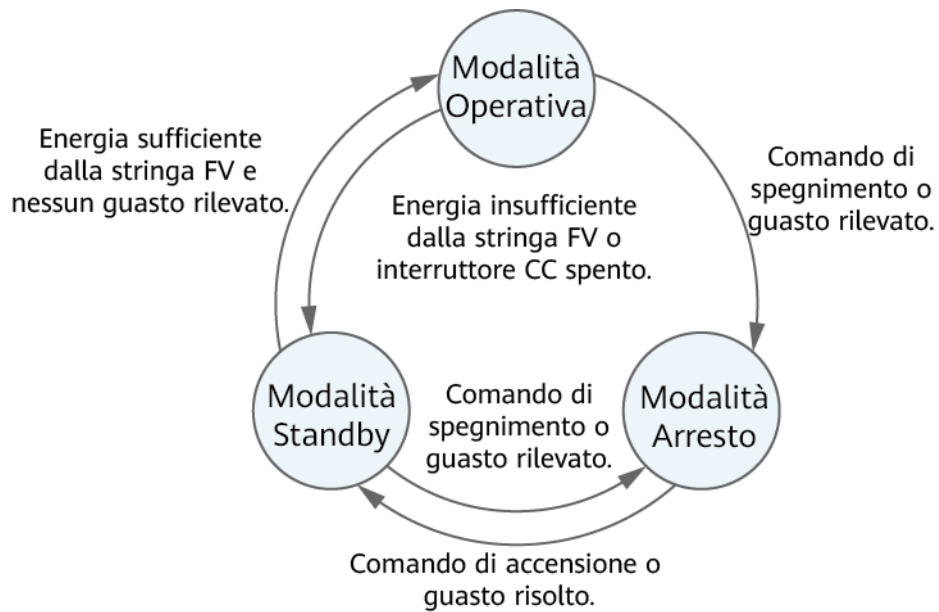 Modalità
Operativa
Energia sufficiente
dalla stringa FV e
nessun guasto rilevato.
Comando di
spegnimento o
guasto rilevato.
Energia insufficiente
dalla stringa FV o
interruttore CC spento.
Modalità
Standby
Comando di
spegnimento o
guasto rilevato.
Modalità
Arresto
Comando di accensione o
guasto risolto.